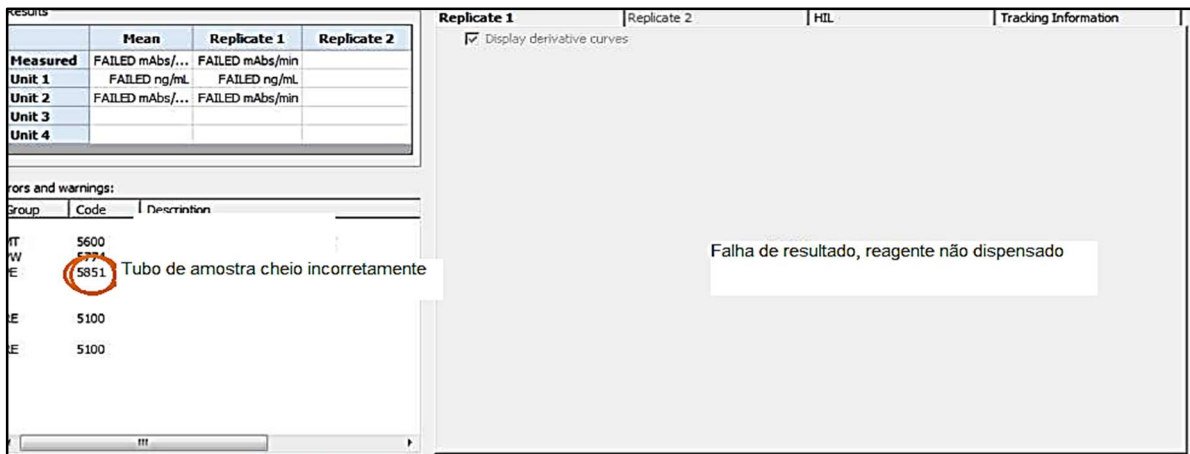 Results
Mean Replicate 1 Replicate 2
Measured FAILED mAbs/... FAILED mAbs/min
Unit 1 FAILED ng/mL FAILED ng/mL
Unit 2 FAILED mAbs/... FAILED mAbs/min
Unit 3
Unit 4
rors and warnings:
Group Code Description
5600
5774
5851 Tubo de amostra cheio incorretamente
5100
5100
Replicate 1 Replicate 2 HIL Tracking Information
Display derivative curves
Falha de resultado, reagente não dispensado